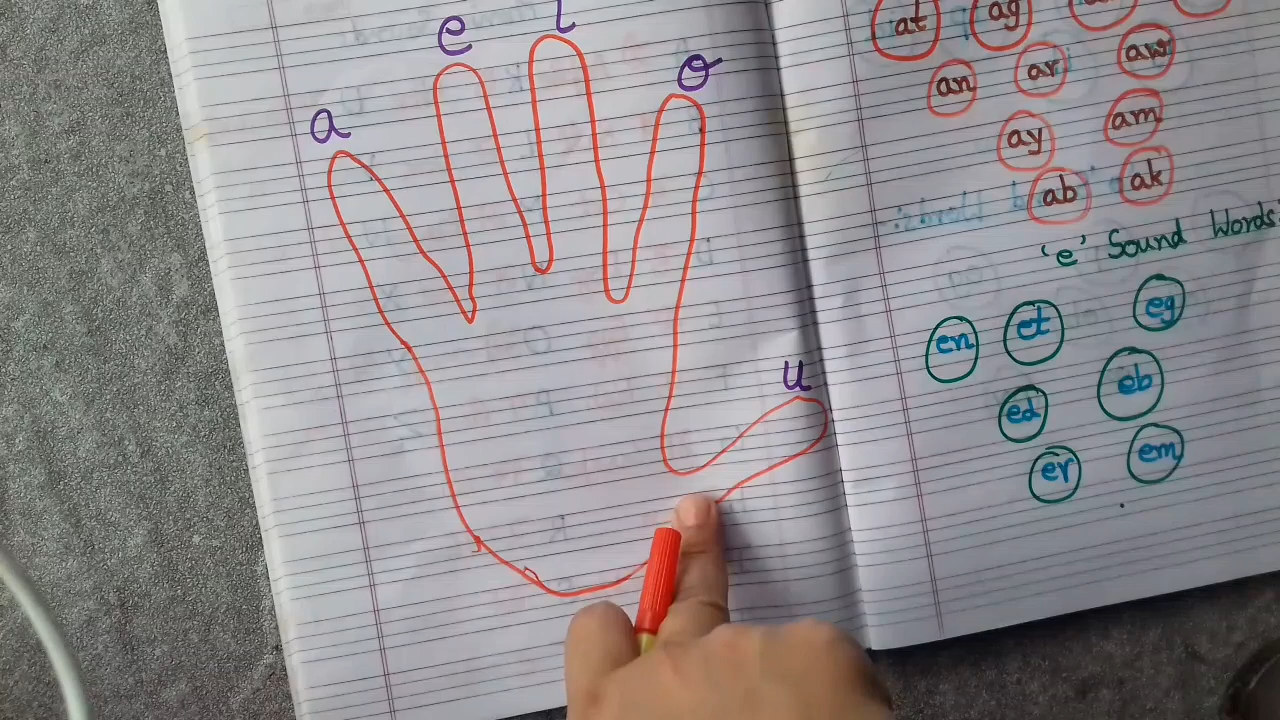 a e i o
u
at ag
an ar aw
ay am
ab ak
'e' Sound Words:
en et eg
ed eb
er em